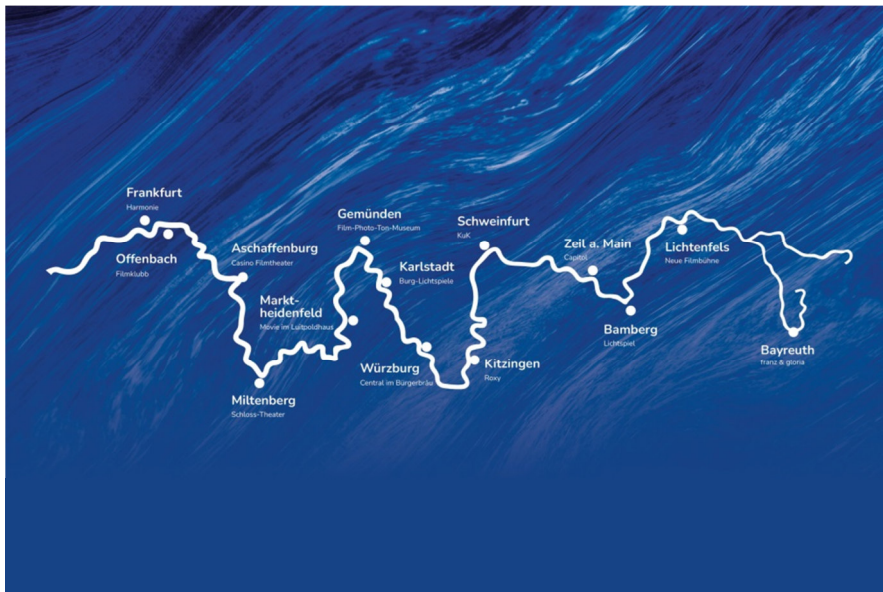 Frankfurt
Harmonie
Offenbach
Filmklubb
Aschaffenburg
Casino Filmtheater
Markt-
heidenfeld
Movie im Luitpoldhaus
Miltenberg
Schloss-Theater
Gemünden
Film-Photo-Ton-Museum
Karlstadt
Burg-Lichtspiele
Würzburg
Central im Bürgerbräu
Schweinfurt
KuK
Kitzingen
Roxy
Zeil a. Main
Capitol
Bamberg
Lichtspiel
Lichtenfels
Neue Filmbühne
Bayreuth
franz & gloria